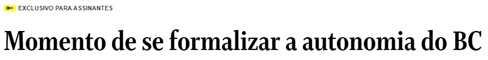 EXCLUSIVO PARA ASSINANTES
Momento de se formalizar a autonomia do BC